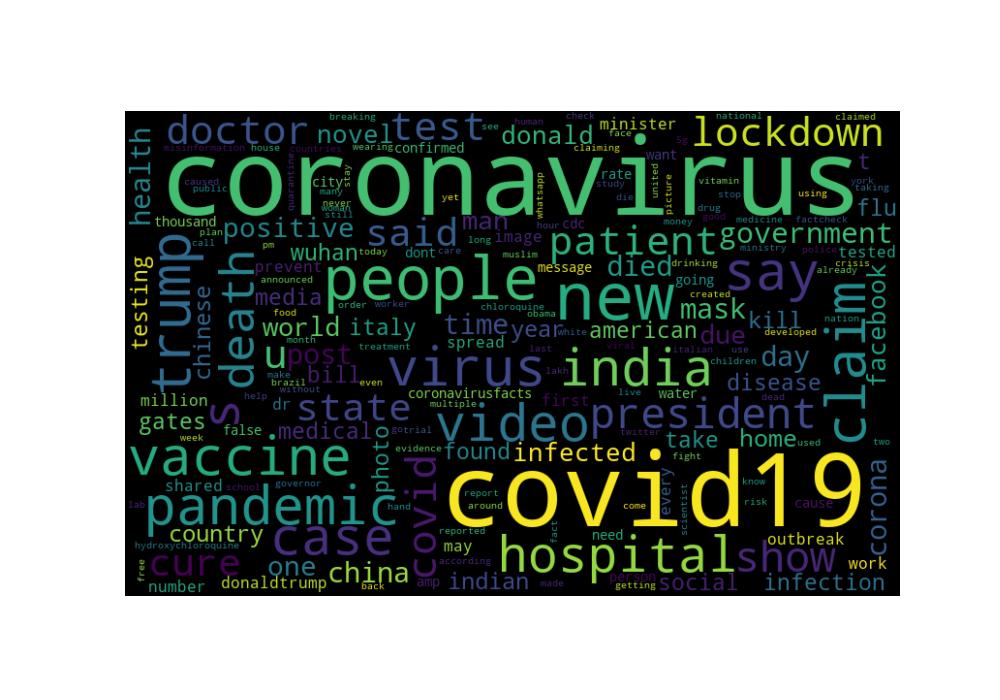 breaking human check national claimed
doctor novel test see donald face minister 5g lockdown
health misinformation house countries wearing confirmed claiming want
coronavirus t
caused public quarantine city stay many rate study united picture vitamin york taking
never yet whatsapp die stop drug using
thousand woman still man hour cdc money good medicine factcheck flu
plan positive said image patient government
call wuhan long muslim ministry police tested
pm today dont care died drinking crisis
testing trump death prevent people message going say already
announced new created
chinese media order worker chloroquine mask nation facebook
food obama kill
world italy time year white american due developed claim
month spread
u post treatment last viral italian use day
make bill virus lakh india children
brazil even disease
without coronavirusfacts live water dead
million help multiple first
gates s dr state video twitter president
false medical gotrial take home used two
week photo evidence found infected fight
vaccine covid every know corona
shared school governor report risk
lab pandemic hand around covid19 come scientist cause
country case reported may fact need outbreak
hydroxychloroquine hospital show
free cure one china according person work
number donaldtrump back amp indian made getting social infection